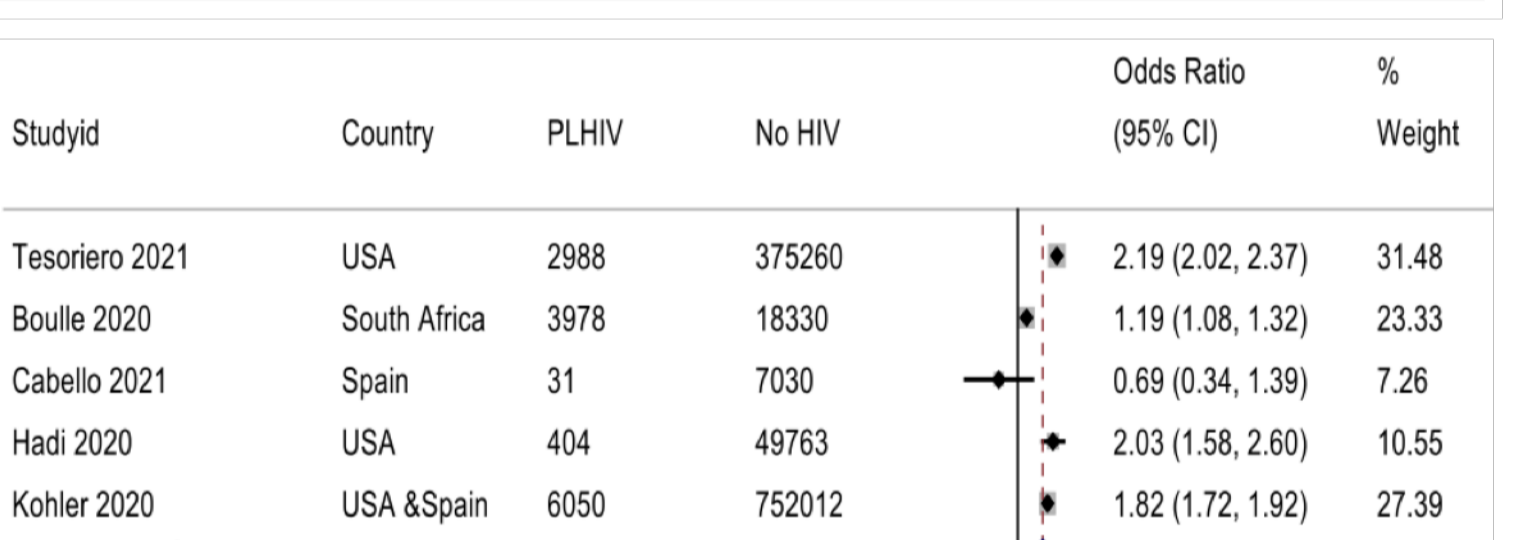 Odds Ratio %
Studyid Country PLHIV No HIV (95% CI) Weight
Tesoriero 2021 USA 2988 375260 2.19 (2.02, 2.37) 31.48
Boulle 2020 South Africa 3978 18330 1.19 (1.08, 1.32) 23.33
Cabello 2021 Spain 31 7030 0.69 (0.34, 1.39) 7.26
Hadi 2020 USA 404 49763 2.03 (1.58, 2.60) 10.55
Kohler 2020 USA &Spain 6050 752012 1.82 (1.72, 1.92) 27.39